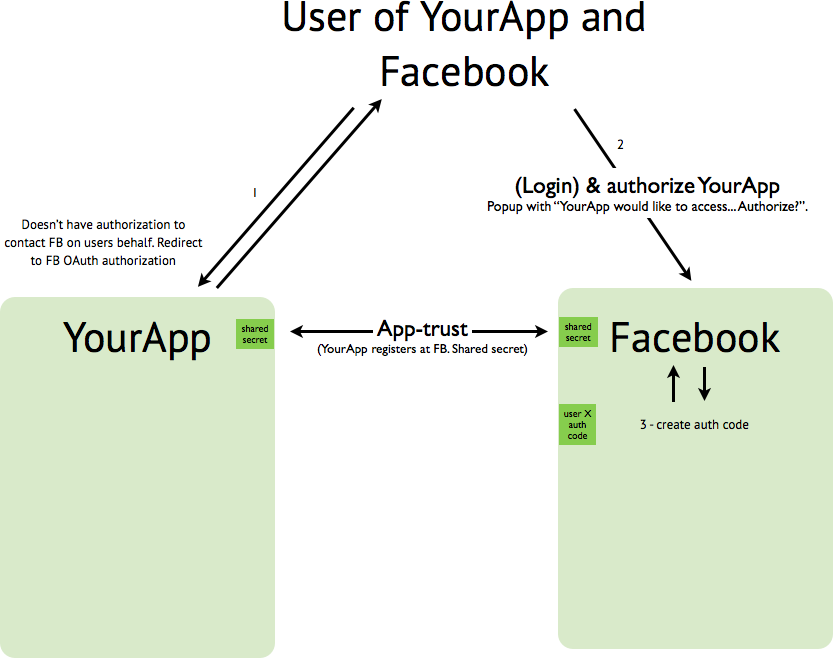 User of YourApp and
Facebook
1
2
(Login) & authorize YourApp
Popup with “YourApp would like to access... Authorize?”.
Doesn't have authorization to
contact FB on users behalf. Redirect
to FB OAuth authorization
YourApp
shared
secret
App-trust
(YourApp registers at FB. Shared secret)
shared
secret
Facebook
user X
auth
code
3 - create auth code